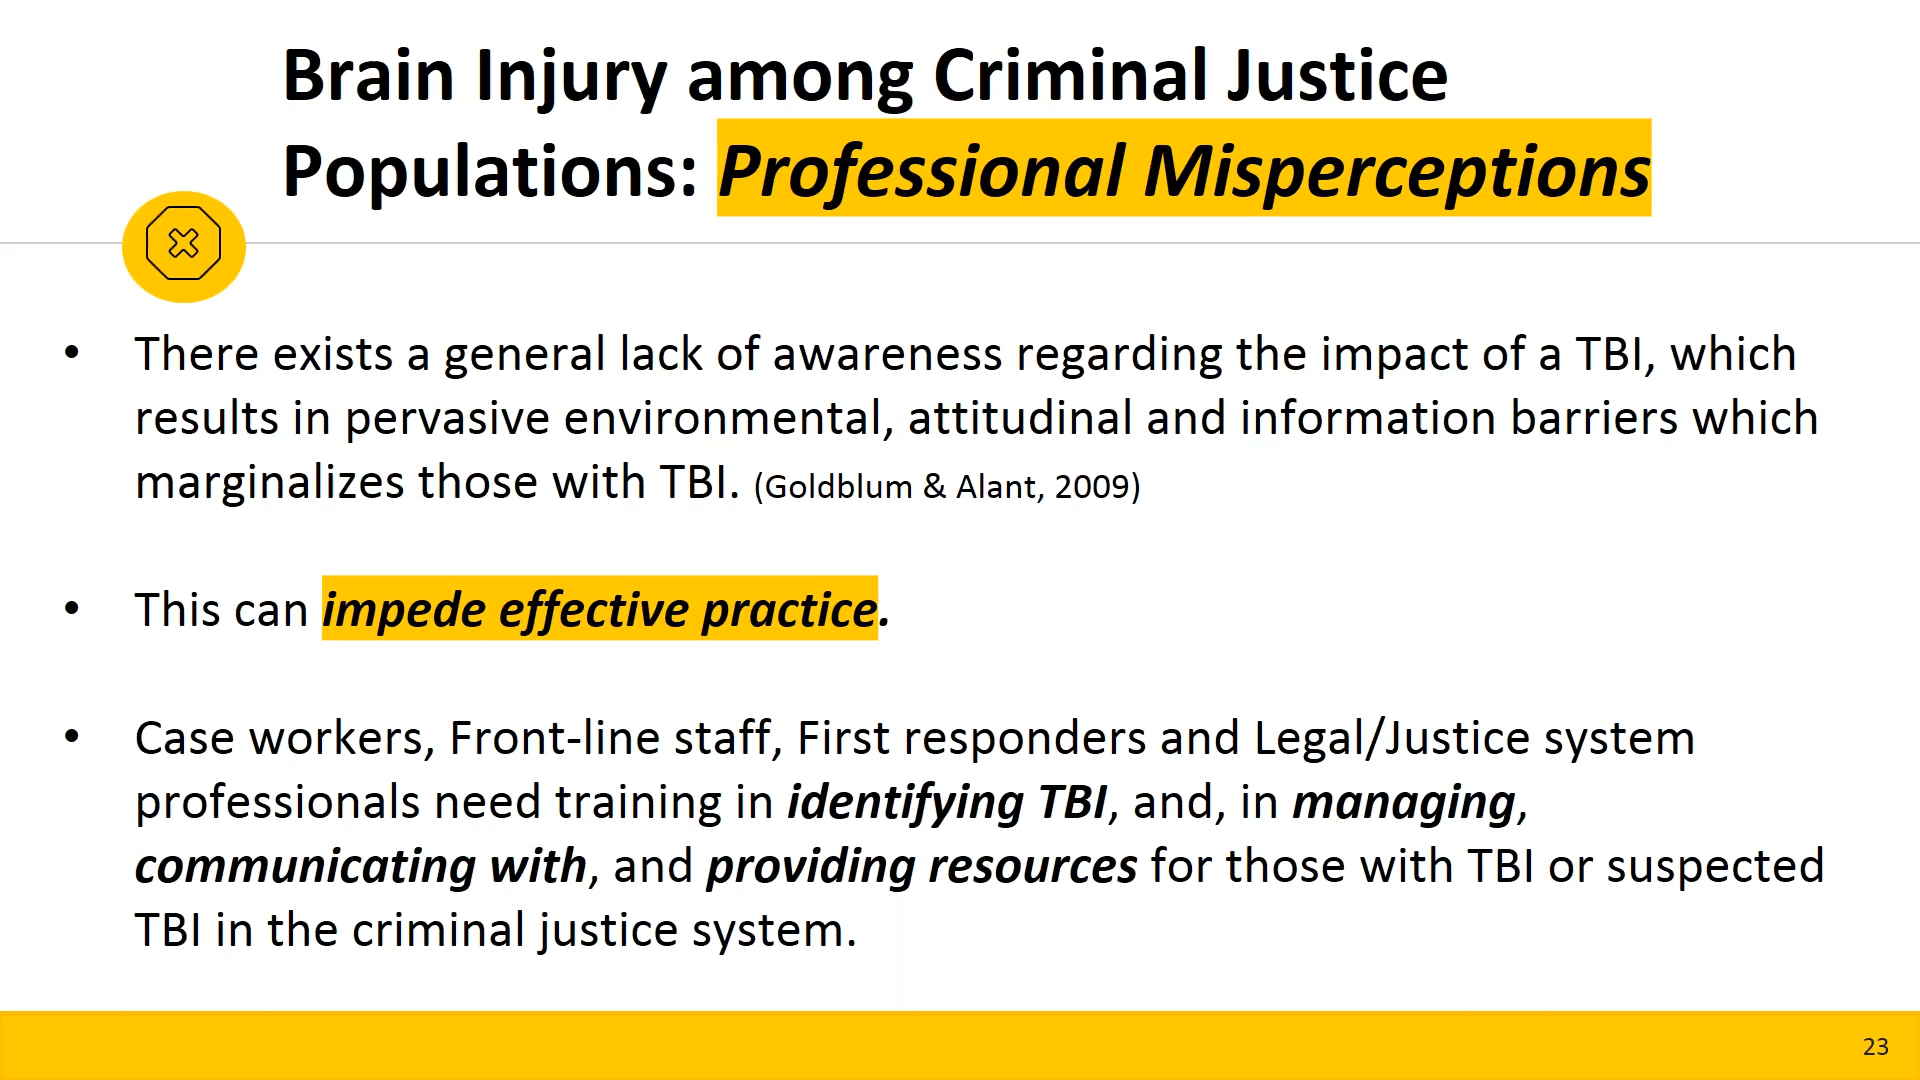 Brain Injury among Criminal Justice
Populations: Professional Misperceptions
• There exists a general lack of awareness regarding the impact of a TBI, which
results in pervasive environmental, attitudinal and information barriers which
marginalizes those with TBI. (Goldblum & Alant, 2009)
• This can impede effective practice.
• Case workers, Front-line staff, First responders and Legal/Justice system
professionals need training in identifying TBI, and, in managing,
communicating with, and providing resources for those with TBI or suspected
TBI in the criminal justice system.
23